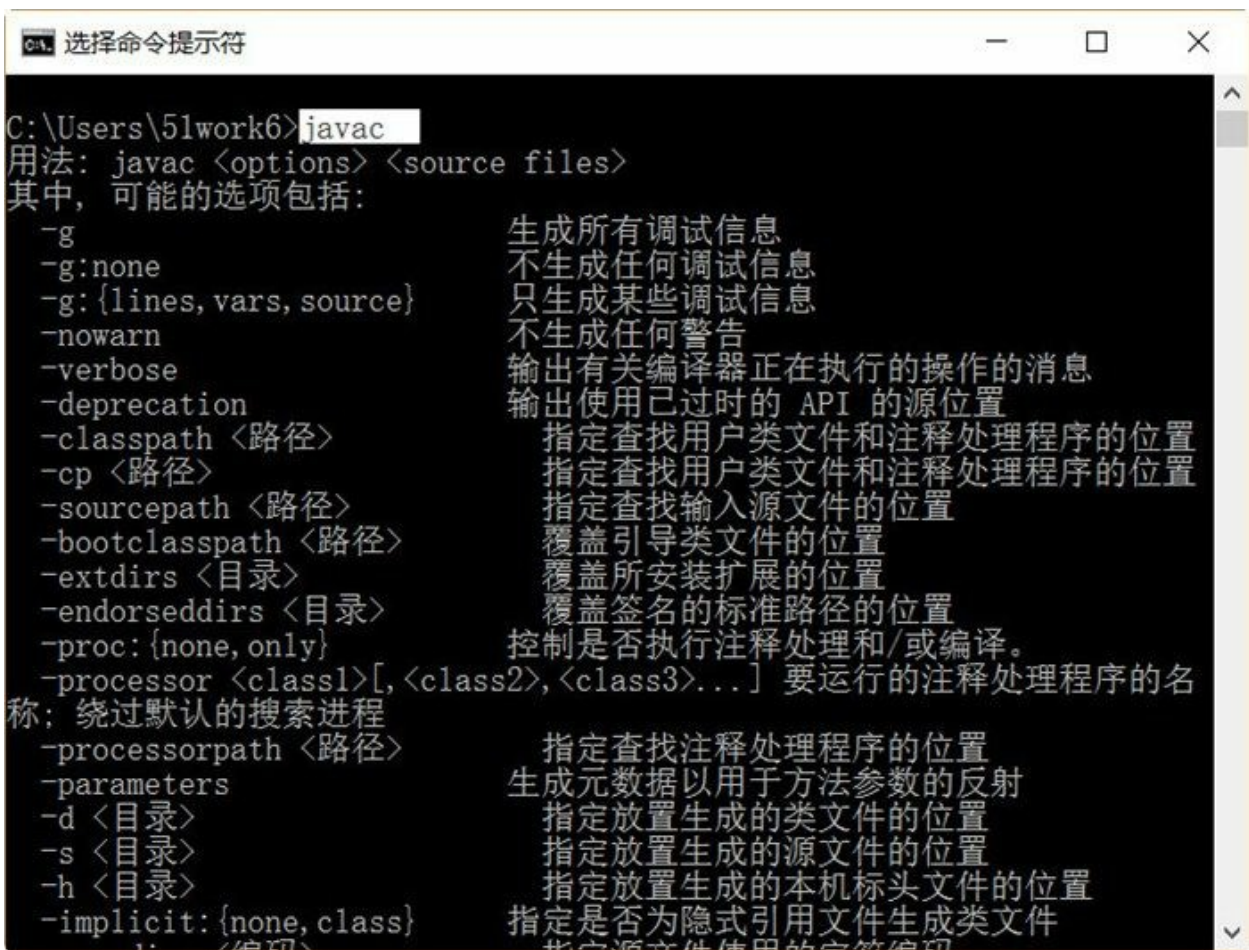 选择命令提示符
C:\Users\51work6>javac
用法: javac <options> <source files>
其中, 可能的选项包括:
-g 生成所有调试信息
-g:none 不生成任何调试信息
-g:{lines,vars,source} 只生成某些调试信息
-nowarn 不生成任何警告
-verbose 输出有关编译器正在执行的操作的消息
-deprecation 输出使用已过时的 API 的源位置
-classpath <路径> 指定查找用户类文件和注释处理程序的位置
-cp <路径> 指定查找用户类文件和注释处理程序的位置
-sourcepath <路径> 指定查找输入源文件的位置
-bootclasspath <路径> 覆盖引导类文件的位置
-extdirs <目录> 覆盖所安装扩展的位置
-endorseddirs <目录> 覆盖签名的标准路径的位置
-proc:{none,only} 控制是否执行注释处理和/或编译。
-processor <class1>[,<class2>,<class3>...] 要运行的注释处理程序的名
称; 绕过默认的搜索进程
-processorpath <路径> 指定查找注释处理程序的位置
-parameters 生成元数据以用于方法参数的反射
-d <目录> 指定放置生成的类文件的位置
-s <目录> 指定放置生成的源文件的位置
-h <目录> 指定放置生成的本机标头文件的位置
-implicit:{none,class} 指定是否为隐式引用文件生成类文件